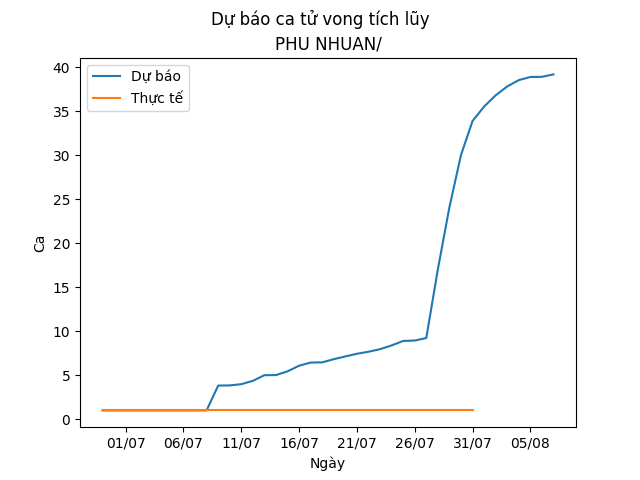 Dự báo ca tử vong tích lũy
PHU NHUAN/
Dự báo
Thực tế
40
35
30
25
20
15
10
5
0
Ca
01/07 06/07 11/07 16/07 21/07 26/07 31/07 05/08
Ngày